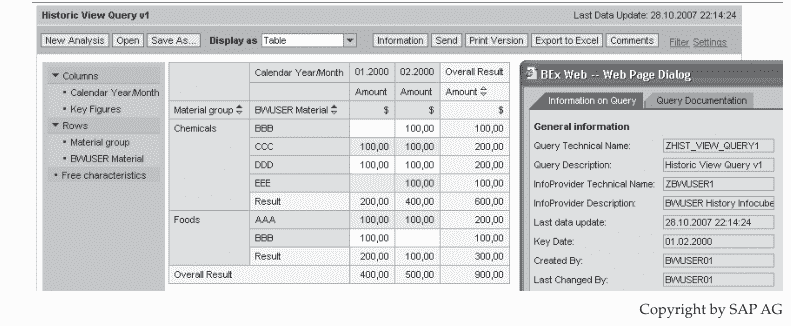 Historic View Query v1
Last Data Update: 28.10.2007 22:14:24
New Analysis Open Save As... Display as Table Information Send Print Version Export to Excel Comments Filter Settings
Columns
Calendar Year/Month
Key Figures
Rows
Material group
BWUSER Material
Free characteristics
Calendar Year/Month 01.2000 02.2000 Overall Result
Amount Amount Amount
Material group BWUSER Material $ $ $
Chemicals BBB 100,00 100,00
CCC 100,00 100,00 200,00
DDD 100,00 100,00 200,00
EEE 100,00 100,00
Result 200,00 400,00 600,00
Foods AAA 100,00 100,00 200,00
BBB 100,00 100,00
Result 200,00 100,00 300,00
Overall Result 400,00 500,00 900,00
BEx Web -- Web Page Dialog
Information on Query Query Documentation
General information
Query Technical Name: ZHIST_VIEW_QUERY1
Query Description: Historic View Query v1
InfoProvider Technical Name: ZBWUSER1
InfoProvider Description: BWUSER History Infocube
Last data update: 28.10.2007 22:14:24
Key Date: 01.02.2000
Created By: BWUSER01
Last Changed By: BWUSER01
Copyright by SAP AG